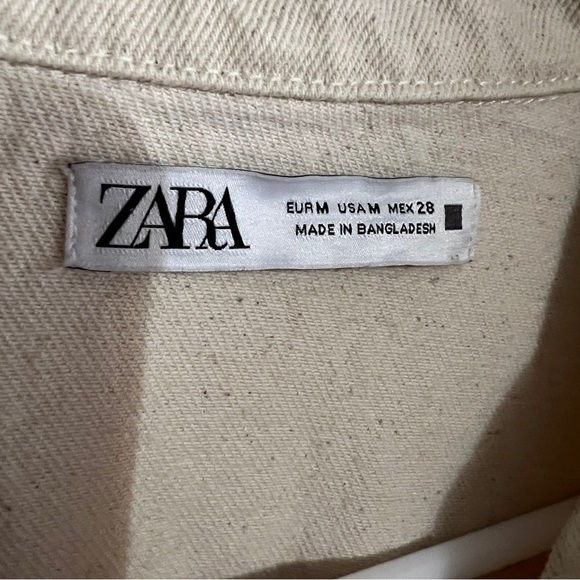 ZARA
EUR M USA M MEX 28
MADE IN BANGLADESH